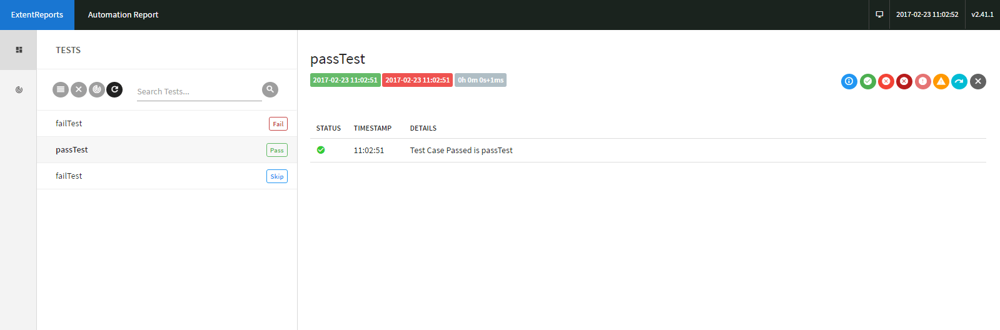 ExtentReports Automation Report 2017-02-23 11:02:52 v2.41.1
TESTS
Search Tests...
failTest Fail
passTest Pass
failTest Skip
passTest
2017-02-23 11:02:51 2017-02-23 11:02:51 0h 0m 0s+1ms
STATUS TIMESTAMP DETAILS
11:02:51 Test Case Passed is passTest